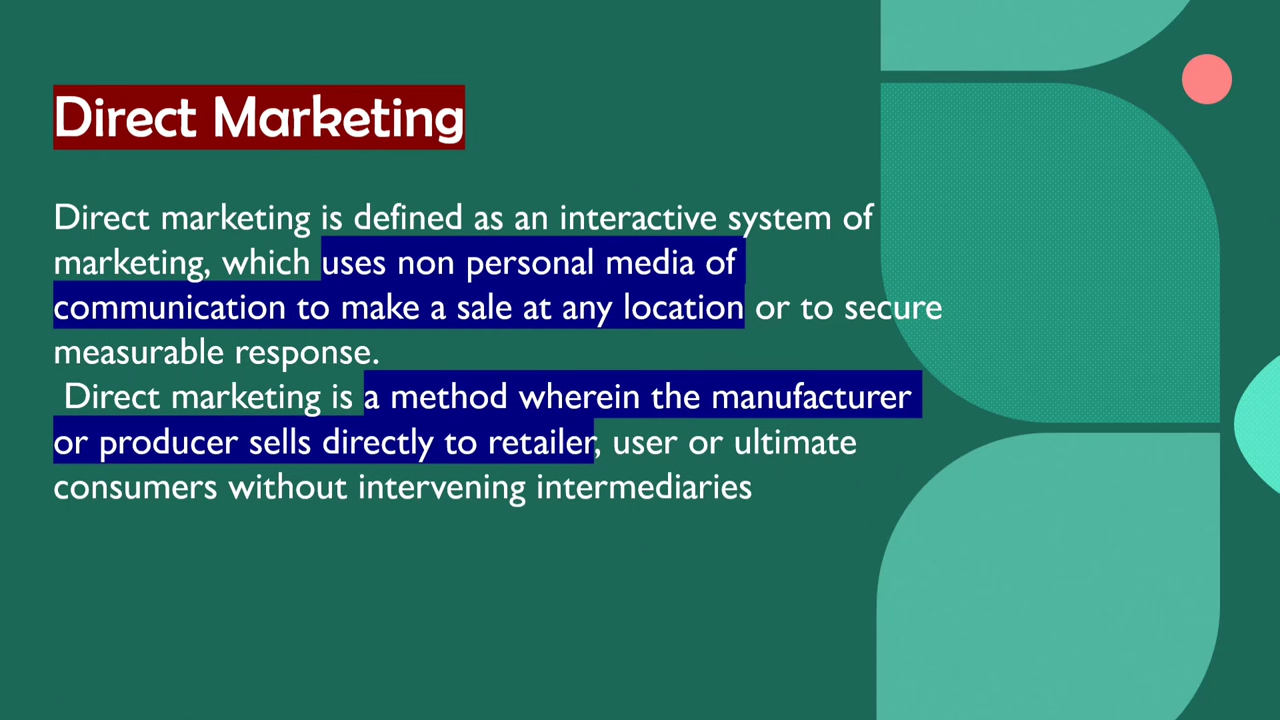 Direct Marketing
Direct marketing is defined as an interactive system of
marketing, which uses non personal media of
communication to make a sale at any location or to secure
measurable response.
Direct marketing is a method wherein the manufacturer
or producer sells directly to retailer, user or ultimate
consumers without intervening intermediaries